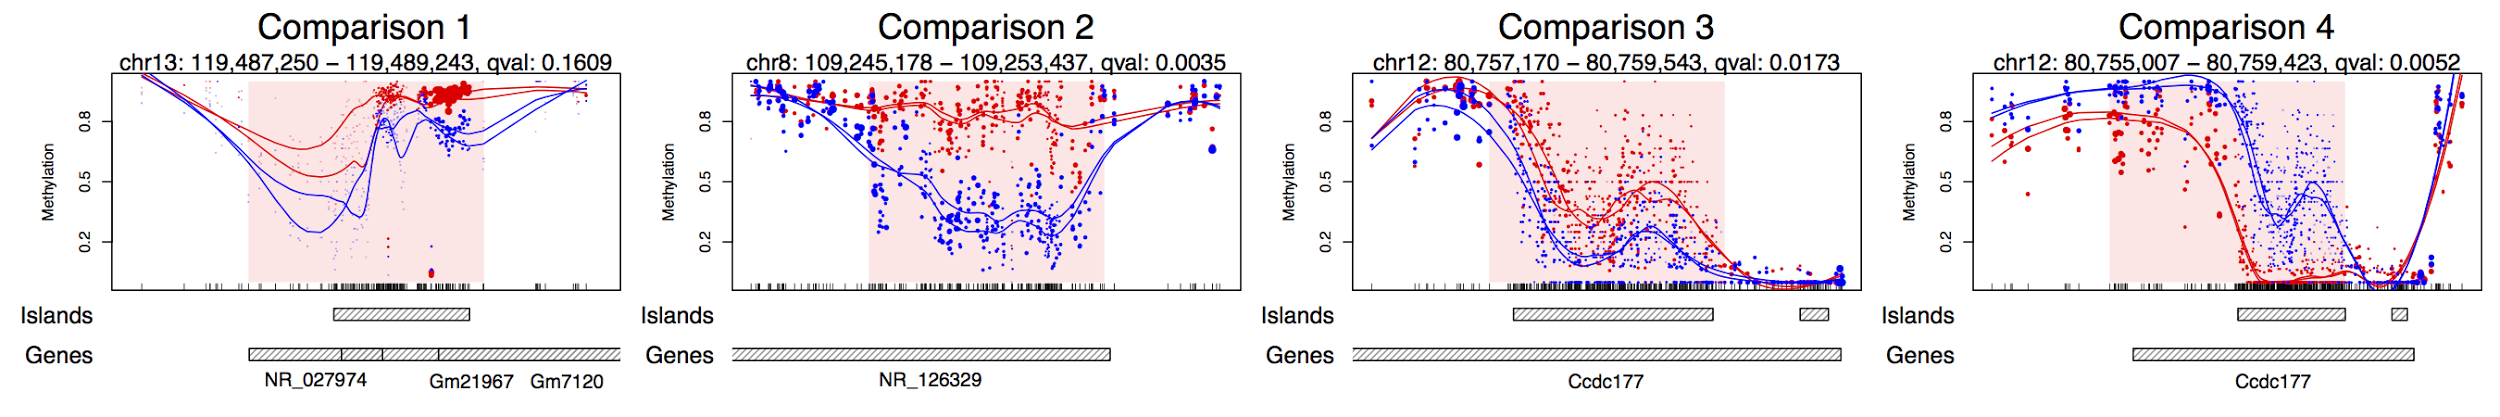 Comparison 1
chr13: 119,487,250 − 119,489,243, qval: 0.1609
Methylation
0.8
0.5
0.2
Islands
Genes
NR_027974
Gm21967
Gm7120
Comparison 2
chr8: 109,245,178 − 109,253,437, qval: 0.0035
Methylation
0.8
0.5
0.2
Islands
Genes
NR_126329
Comparison 3
chr12: 80,757,170 − 80,759,543, qval: 0.0173
Methylation
0.8
0.5
0.2
Islands
Genes
Ccdc177
Comparison 4
chr12: 80,755,007 − 80,759,423, qval: 0.0052
Methylation
0.8
0.5
0.2
Islands
Genes
Ccdc177